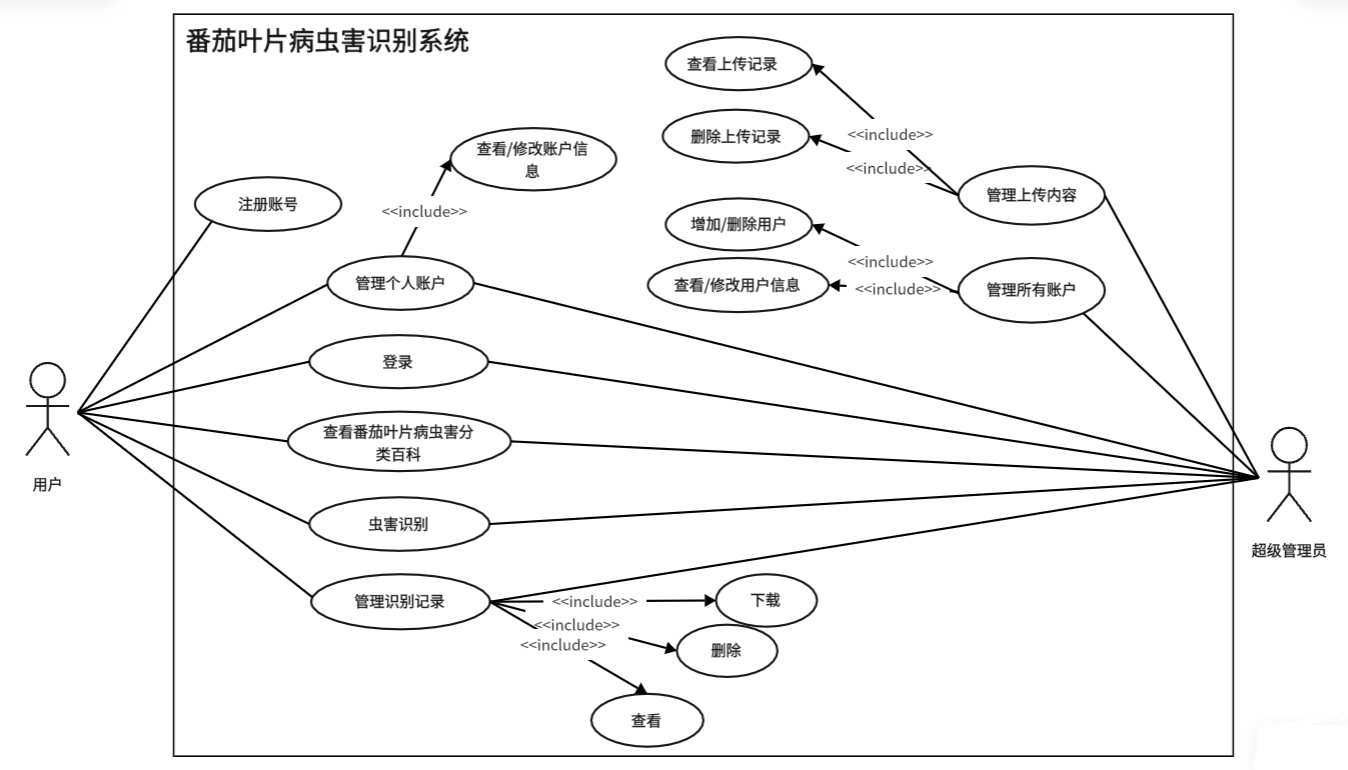 番茄叶片病虫害识别系统
查看上传记录
删除上传记录
<<include>>
<<include>>
查看/修改账户信
息
注册账号
<<include>>
管理上传内容
增加/删除用户
<<include>>
管理个人账户
查看/修改用户信息
<<include>>
管理所有账户
登录
查看番茄叶片病虫害分
类百科
用户
虫害识别
超级管理员
管理识别记录
<<include>>
下载
<<include>>
<<include>>
删除
查看